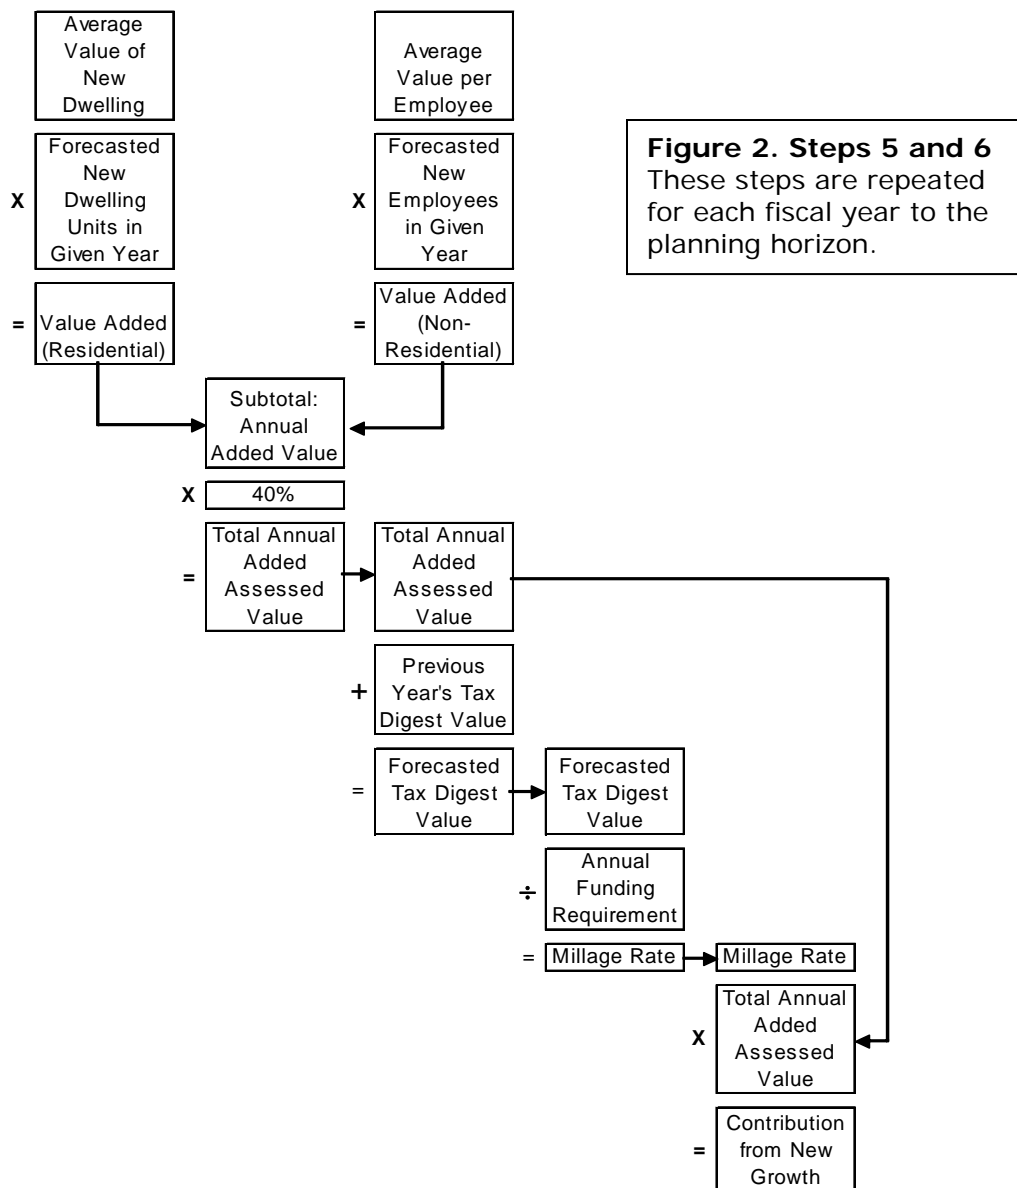 Average
Value of
New
Dwelling
X
Forecasted
New
Dwelling
Units in
Given Year
=
Value Added
(Residential)
Average
Value per
Employee
X
Forecasted
New
Employees
in Given
Year
=
Value Added
(Non-
Residential)
Figure 2. Steps 5 and 6
These steps are repeated
for each fiscal year to the
planning horizon.
Subtotal:
Annual
Added Value
X
40%
=
Total Annual
Added
Assessed
Value
Total Annual
Added
Assessed
Value
+
Previous
Year's Tax
Digest Value
=
Forecasted
Tax Digest
Value
Forecasted
Tax Digest
Value
÷
Annual
Funding
Requirement
=
Millage Rate
Millage Rate
X
Total Annual
Added
Assessed
Value
=
Contribution
from New
Growth